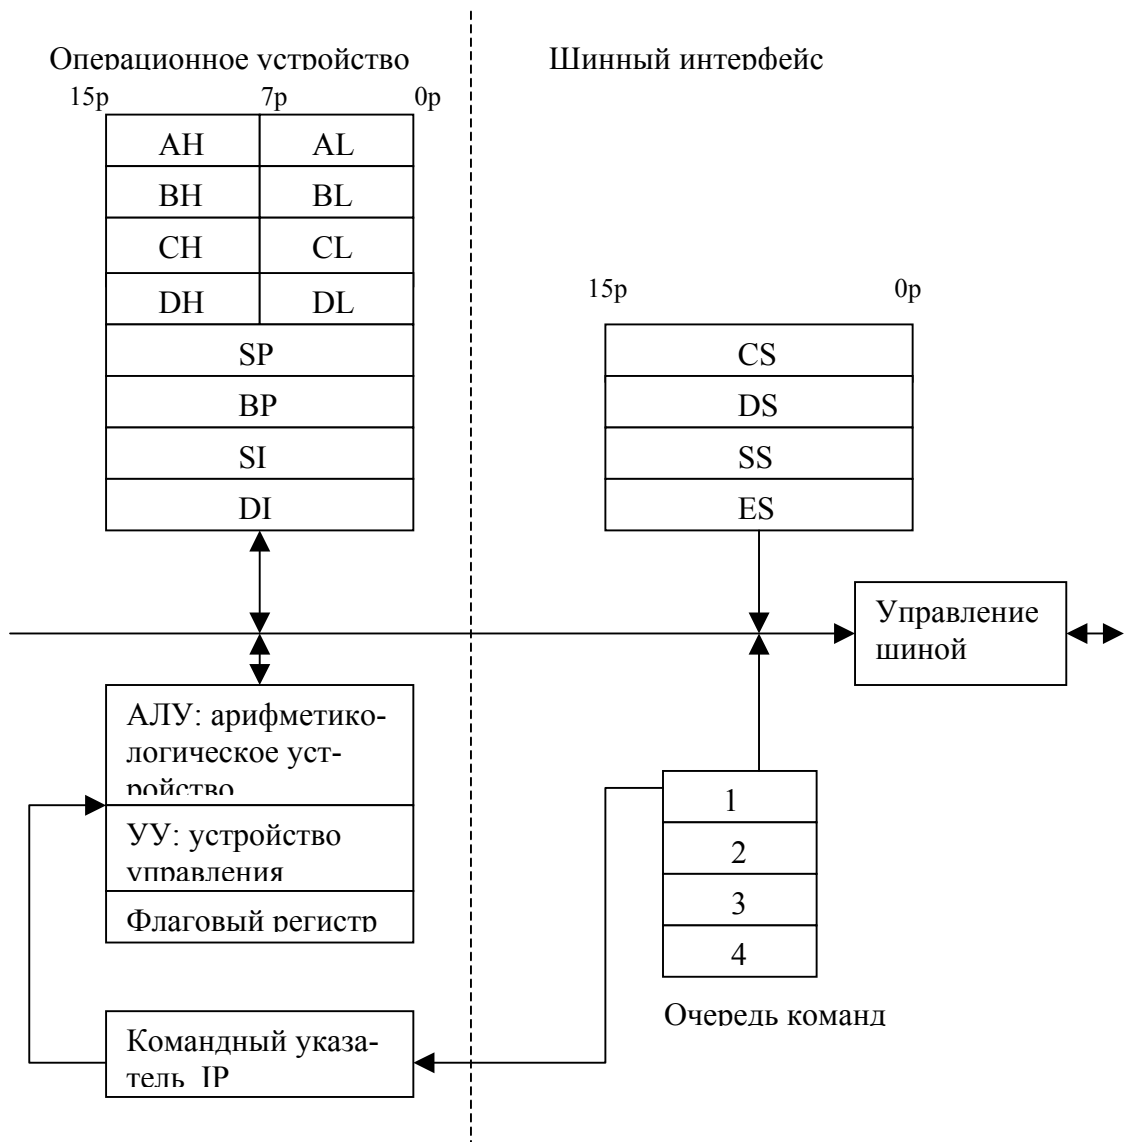 Операционное устройство
Шинный интерфейс
15р 7р 0р
AH AL
BH BL
CH CL
DH DL
SP
BP
SI
DI
15р 0р
CS
DS
SS
ES
Управление
шиной
АЛУ: арифметико-
логическое уст-
ройство
УУ: устройство
управления
Флаговый регистр
1
2
3
4
Очередь команд
Командный указа-
тель IP